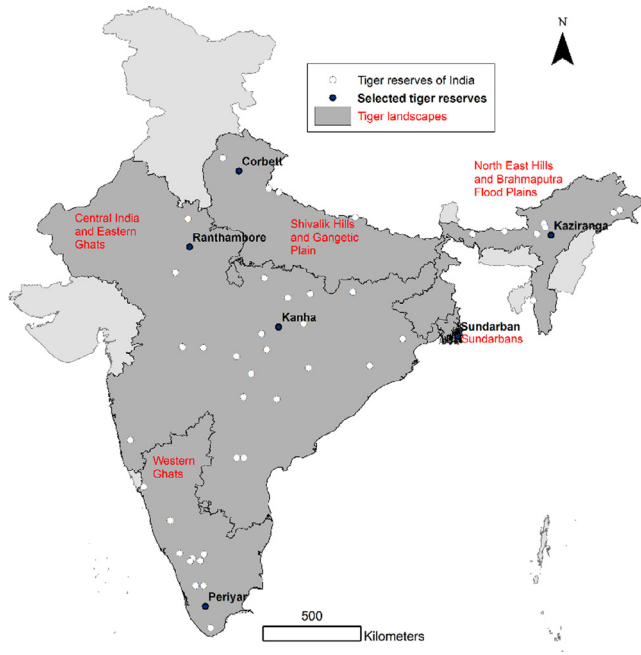 N
Tiger reserves of India
Selected tiger reserves
Tiger landscapes
Corbett
North East Hills
and Brahmaputra
Flood Plains
Central India
and Eastern
Ghats
Ranthambore
Shivalik Hills
and Gangetic
Plain
Kaziranga
Kanha
Sundarban
Sundarbans
Western
Ghats
Periyar
500
Kilometers